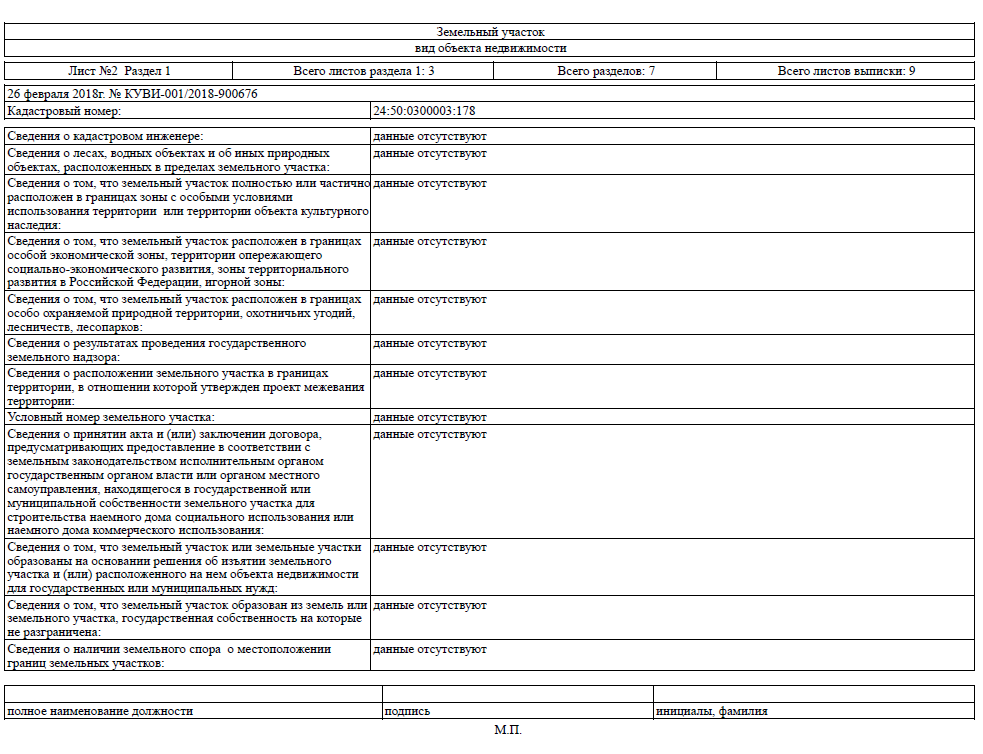 Земельный участок
вид объекта недвижимости
Лист №2 Раздел 1 Всего листов раздела 1: 3 Всего разделов: 7 Всего листов выписки: 9
26 февраля 2018г. № КУВИ-001/2018-900676
Кадастровый номер: 24:50:0300003:178
Сведения о кадастровом инженере: данные отсутствуют
Сведения о лесах, водных объектах и об иных природных данные отсутствуют
объектах, расположенных в пределах земельного участка:
Сведения о том, что земельный участок полностью или частично данные отсутствуют
расположен в границах зоны с особыми условиями
использования территории или территории объекта культурного
наследия:
Сведения о том, что земельный участок расположен в границах данные отсутствуют
особой экономической зоны, территории опережающего
социально-экономического развития, зоны территориального
развития в Российской Федерации, игорной зоны:
Сведения о том, что земельный участок расположен в границах данные отсутствуют
особо охраняемой природной территории, охотничьих угодий,
лесничеств, лесопарков:
Сведения о результатах проведения государственного данные отсутствуют
земельного надзора:
Сведения о расположении земельного участка в границах данные отсутствуют
территории, в отношении которой утвержден проект межевания
территории:
Условный номер земельного участка: данные отсутствуют
Сведения о принятии акта и (или) заключении договора, данные отсутствуют
предусматривающих предоставление в соответствии с
земельным законодательством исполнительным органом
государственным органом власти или органом местного
самоуправления, находящегося в государственной или
муниципальной собственности земельного участка для
строительства наемного дома социального использования или
наемного дома коммерческого использования:
Сведения о том, что земельный участок или земельные участки данные отсутствуют
образованы на основании решения об изъятии земельного
участка и (или) расположенного на нем объекта недвижимости
для государственных или муниципальных нужд:
Сведения о том, что земельный участок образован из земель или данные отсутствуют
земельного участка, государственная собственность на которые
не разграничена:
Сведения о наличии земельного спора о местоположении данные отсутствуют
границ земельных участков:
полное наименование должности подпись инициалы, фамилия
М.П.